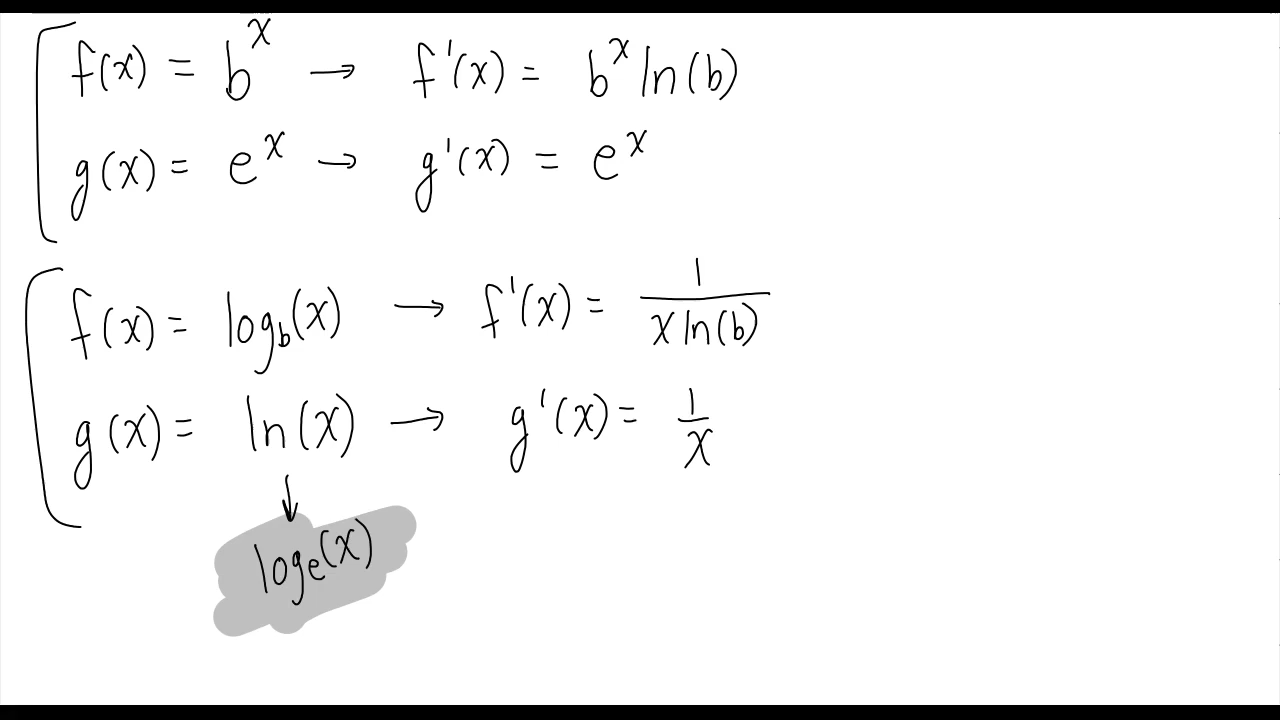 f(x) = b^x → f'(x) = b^x ln(b)
g(x) = e^x → g'(x) = e^x
f(x) = log_b(x) → f'(x) = 1/(x ln(b))
g(x) = ln(x) → g'(x) = 1/x
↓
log_e(x)